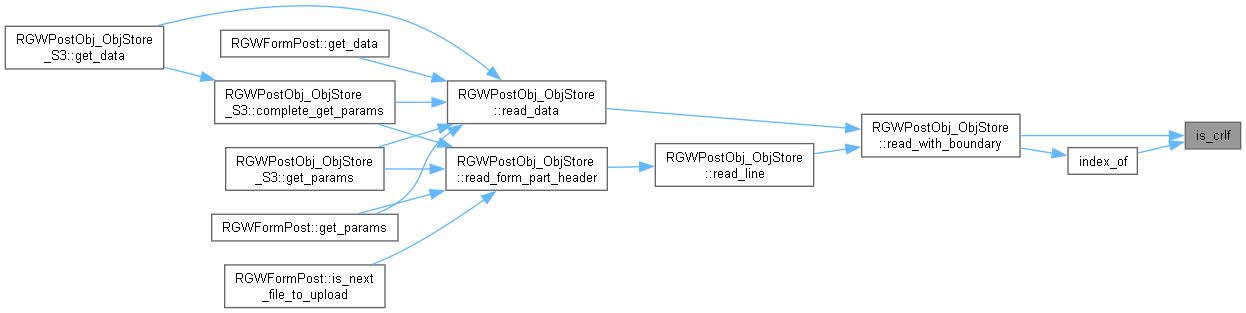 RGWPostObj_ObjStore
_S3::get_data
RGWFormPost::get_data
RGWPostObj_ObjStore
_S3::complete_get_params
RGWPostObj_ObjStore
_S3::get_params
RGWFormPost::get_params
RGWFormPost::is_next
_file_to_upload
RGWPostObj_ObjStore
::read_data
RGWPostObj_ObjStore
::read_form_part_header
RGWPostObj_ObjStore
::read_line
RGWPostObj_ObjStore
::read_with_boundary
index_of
is_crlf